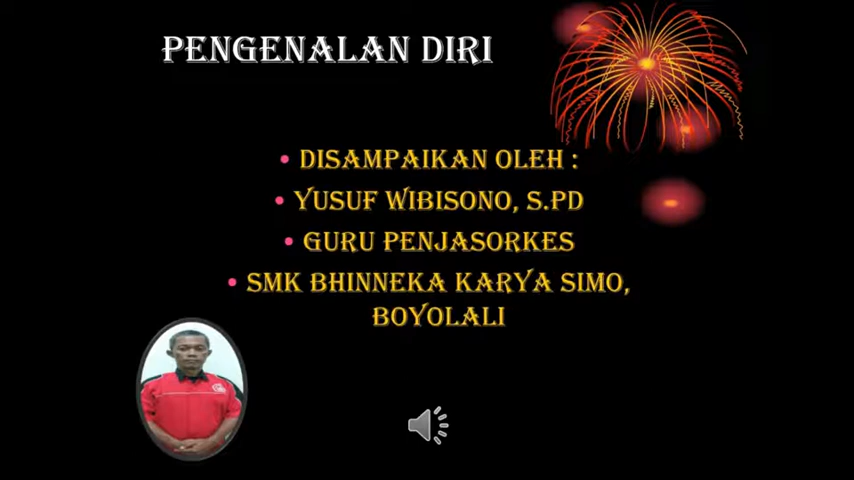 PENGENALAN DIRI
• DISAMPAIKAN OLEH :
• YUSUF WIBISONO, S.PD
• GURU PENJASORKES
• SMK BHINNEKA KARYA SIMO,
BOYOLALI